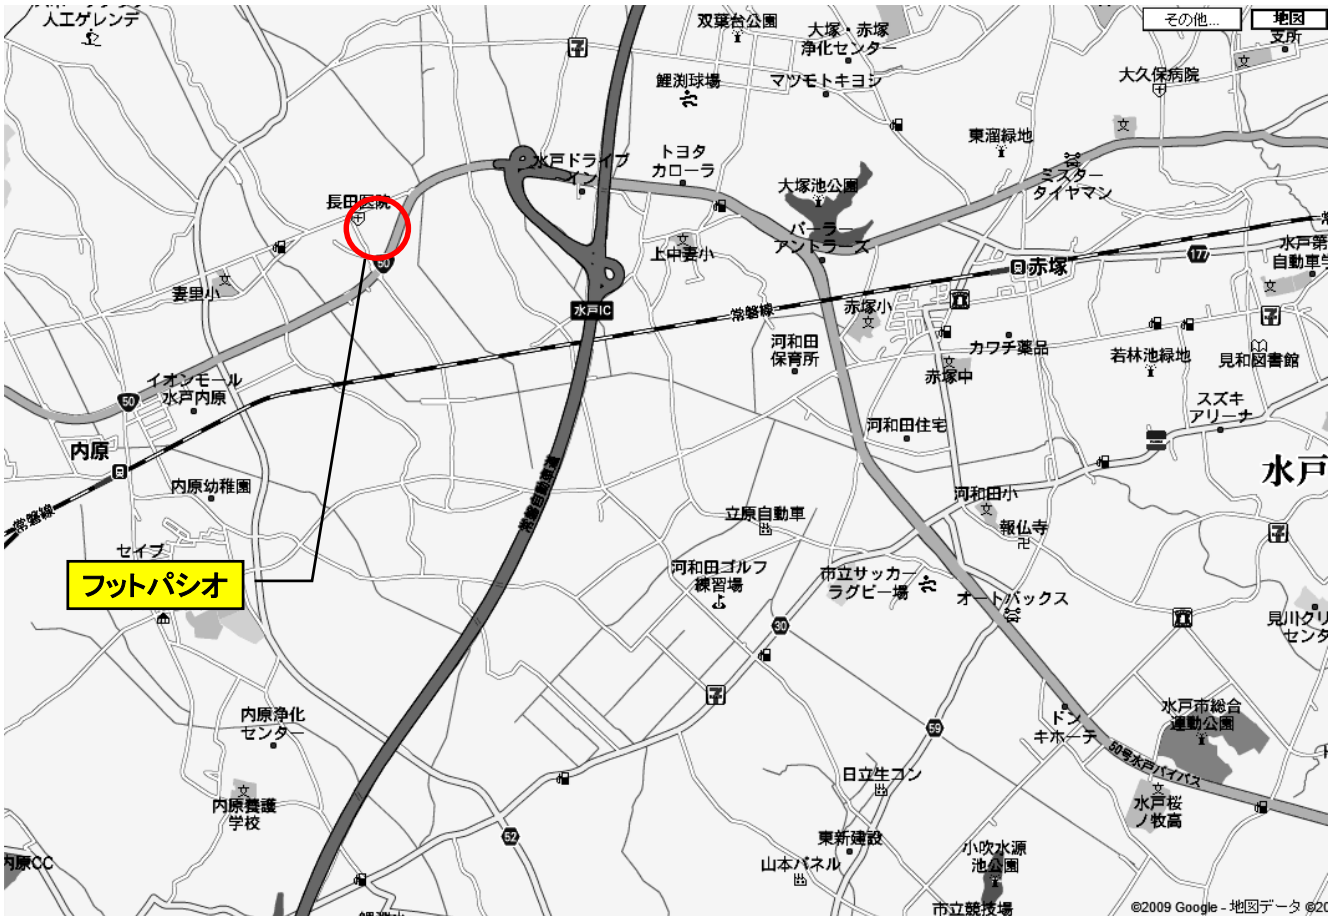 人工ゲレンデ
双葉台公園
大塚・赤塚
浄化センター
その他...
地図
支所
鯉渕球場
マツモトキヨシ
大久保病院
東溜緑地
水戸ドライブ
イン
トヨタ
カローラ
ミスター
タイヤマン
大塚池公園
長田医院
パーラー
アントラーズ
上中妻小
50
177
水戸第
自動車学
赤塚
妻里小
水戸IC
常磐線
赤塚小
河和田
保育所
カワチ薬品
若林池緑地
見和図書館
赤塚中
イオンモール
水戸内原
50
スズキ
アリーナ
河和田住宅
内原
水戸
内原幼稚園
常磐自動車道
河和田小
常磐線
立原自動車
報仏寺
セイブ
フットパシオ
河和田ゴルフ
練習場
市立サッカー
ラグビー場
オートバックス
30
見川クリ
センタ
内原浄化
センター
水戸市総合
運動公園
ドン
キホーテ
59
50号水戸バイパス
日立生コン
内原養護
学校
水戸桜
ノ牧高
52
東新建設
小吹水源
池公園
内原CC
山本パネル
市立競技場
©2009 Google - 地図データ ©20